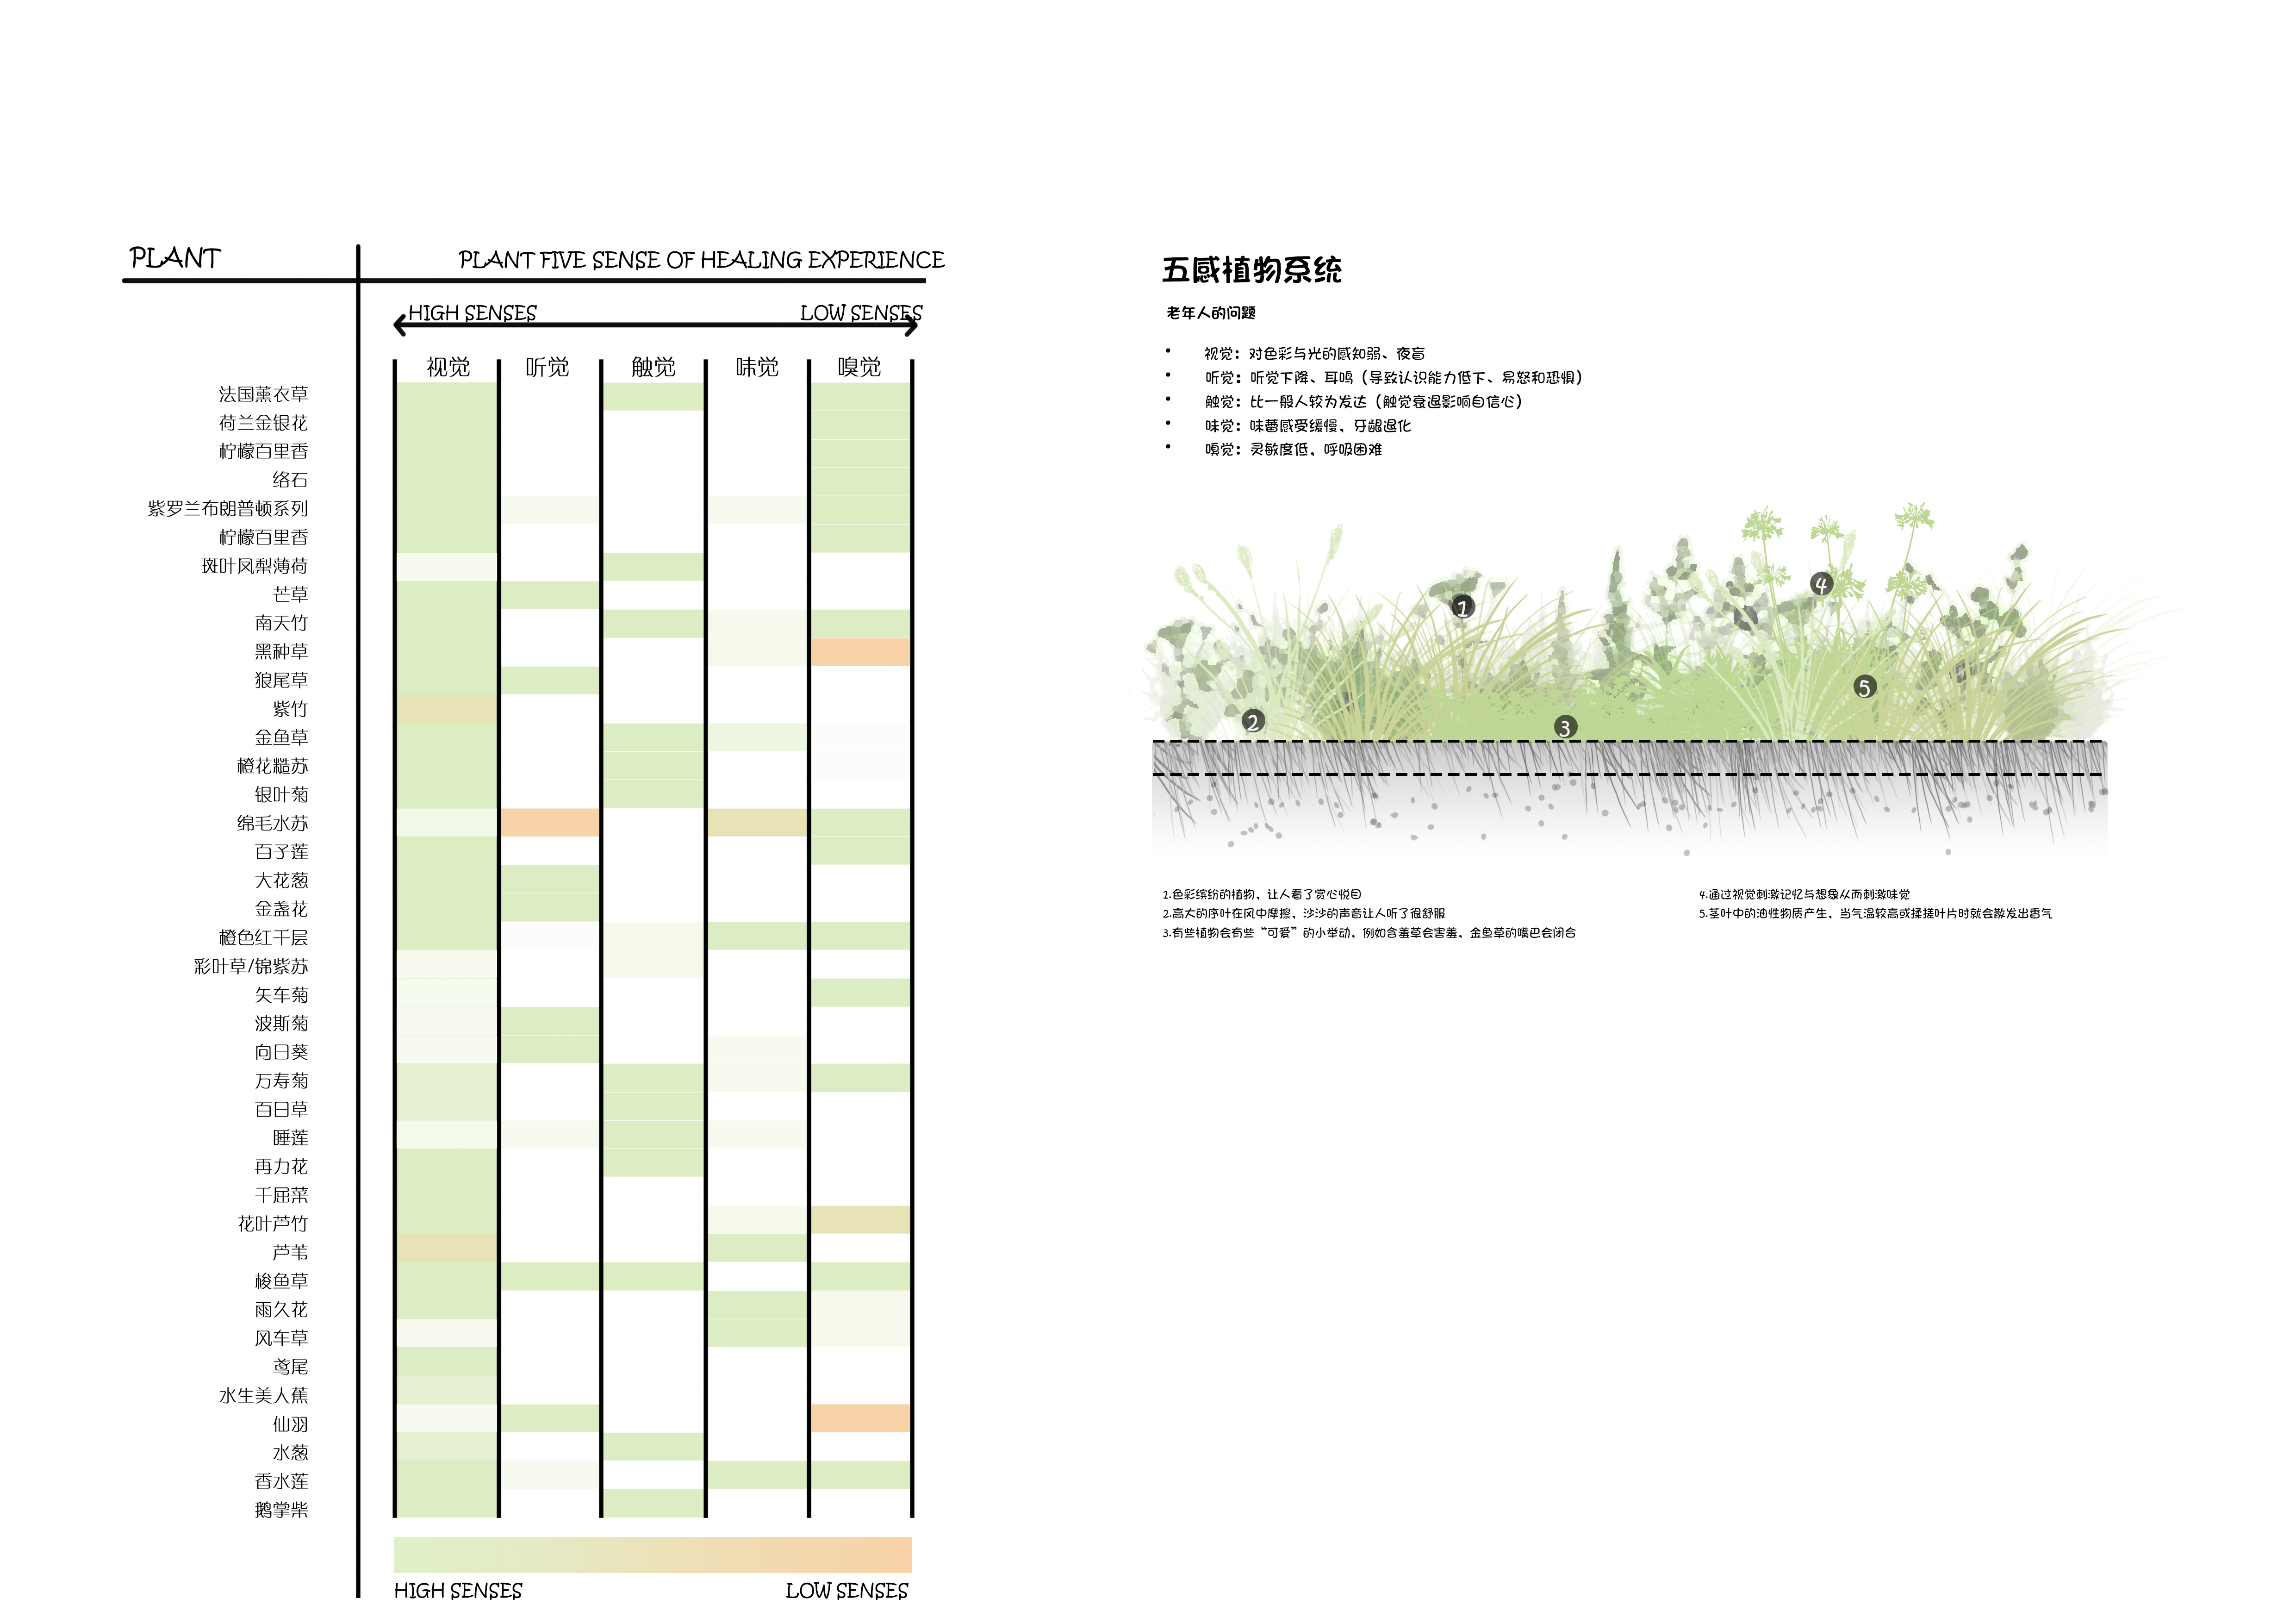 PLANT
PLANT FIVE SENSE OF HEALING EXPERIENCE
HIGH SENSES
LOW SENSES
视觉
听觉
触觉
味觉
嗅觉
法国薰衣草
荷兰金银花
柠檬百里香
络石
紫罗兰布朗普顿系列
柠檬百里香
斑叶凤梨薄荷
芒草
南天竹
黑种草
狼尾草
紫竹
金鱼草
橙花糙苏
银叶菊
绵毛水苏
百子莲
大花葱
金盏花
橙色红千层
彩叶草/锦紫苏
矢车菊
波斯菊
向日葵
万寿菊
百日草
睡莲
再力花
千屈菜
花叶芦竹
芦苇
梭鱼草
雨久花
风车草
鸢尾
水生美人蕉
仙羽
水葱
香水莲
鹅掌柴
HIGH SENSES
LOW SENSES
五感植物系统
老年人的问题
• 视觉：对色彩与光的感知弱、夜盲
• 听觉：听觉下降、耳鸣（导致认识能力低下、易怒和恐惧）
• 触觉：比一般人较为发达（触觉衰退影响自信心）
• 味觉：味蕾感受缓慢，牙龈退化
• 嗅觉：灵敏度低，呼吸困难
1
2
3
4
5
1.色彩缤纷的植物，让人看了赏心悦目
2.高大的序叶在风中摩擦，沙沙的声音让人听了很舒服
3.有些植物会有些“可爱”的小举动，例如含羞草会害羞，金鱼草的嘴巴会闭合
4.通过视觉刺激记忆与想象从而刺激味觉
5.茎叶中的油性物质产生，当气温较高或揉搓叶片时就会散发出香气